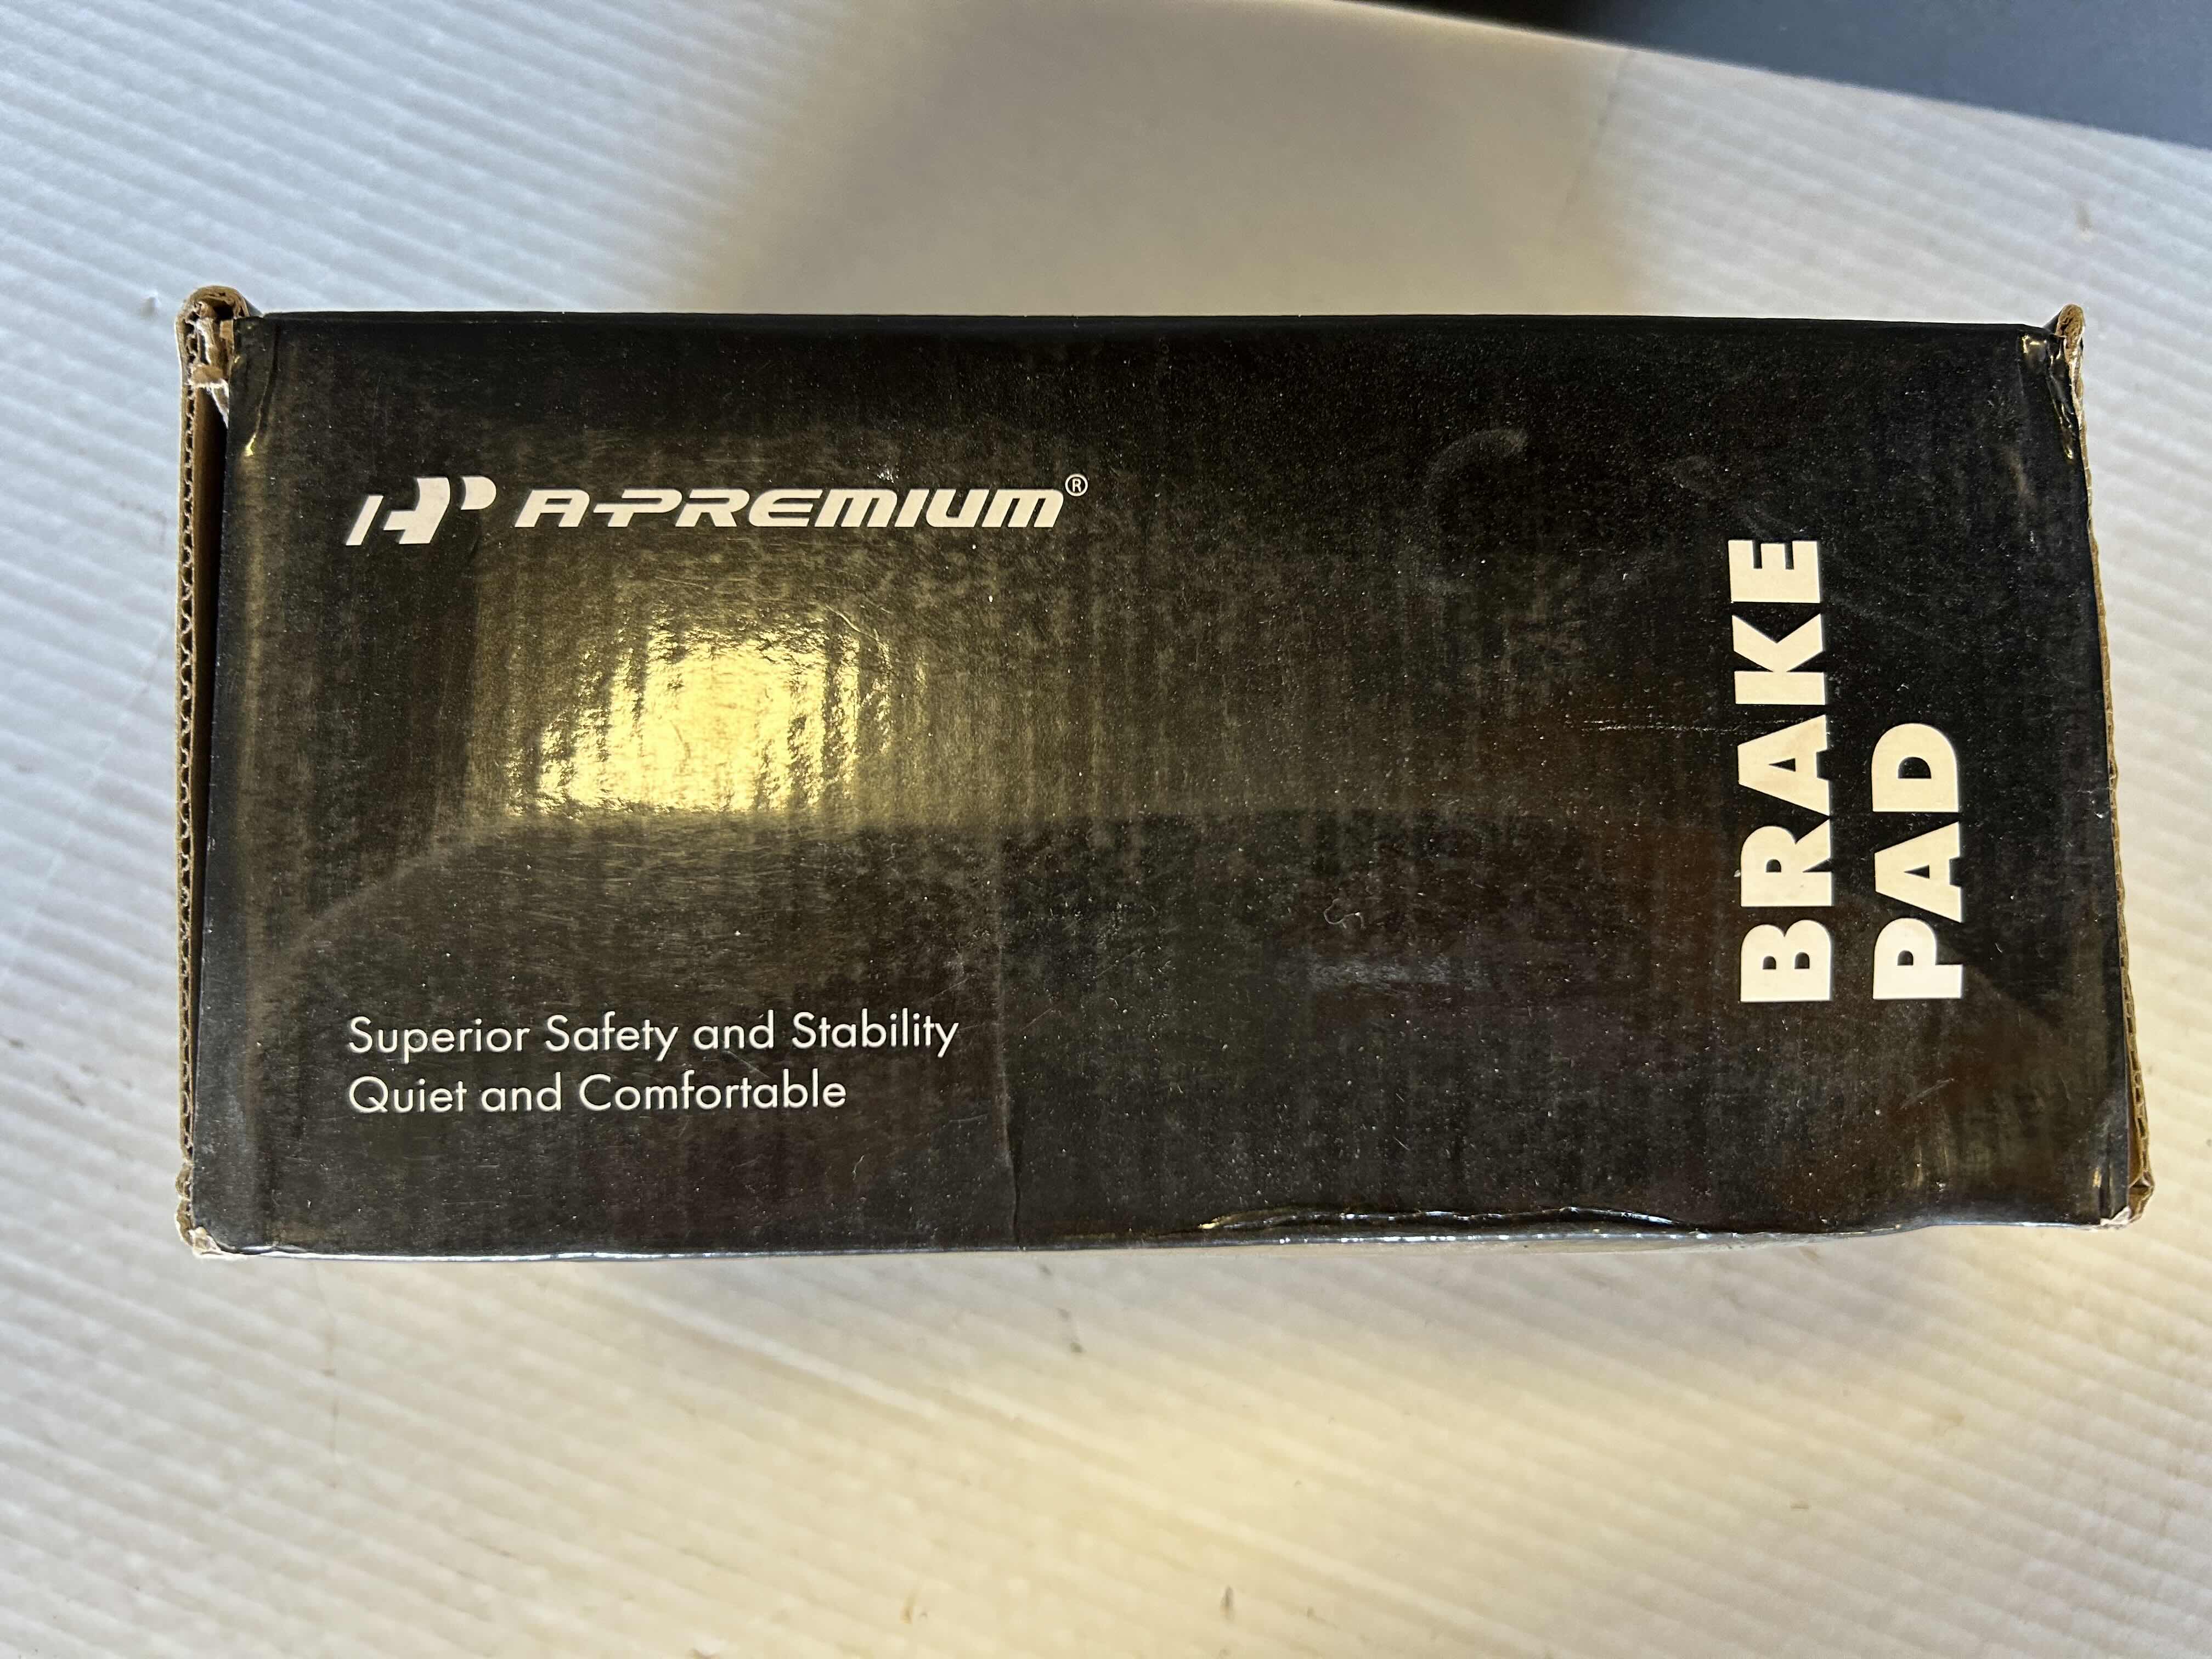 A-PREMIUM®
Superior Safety and Stability
Quiet and Comfortable
BRAKE
PAD